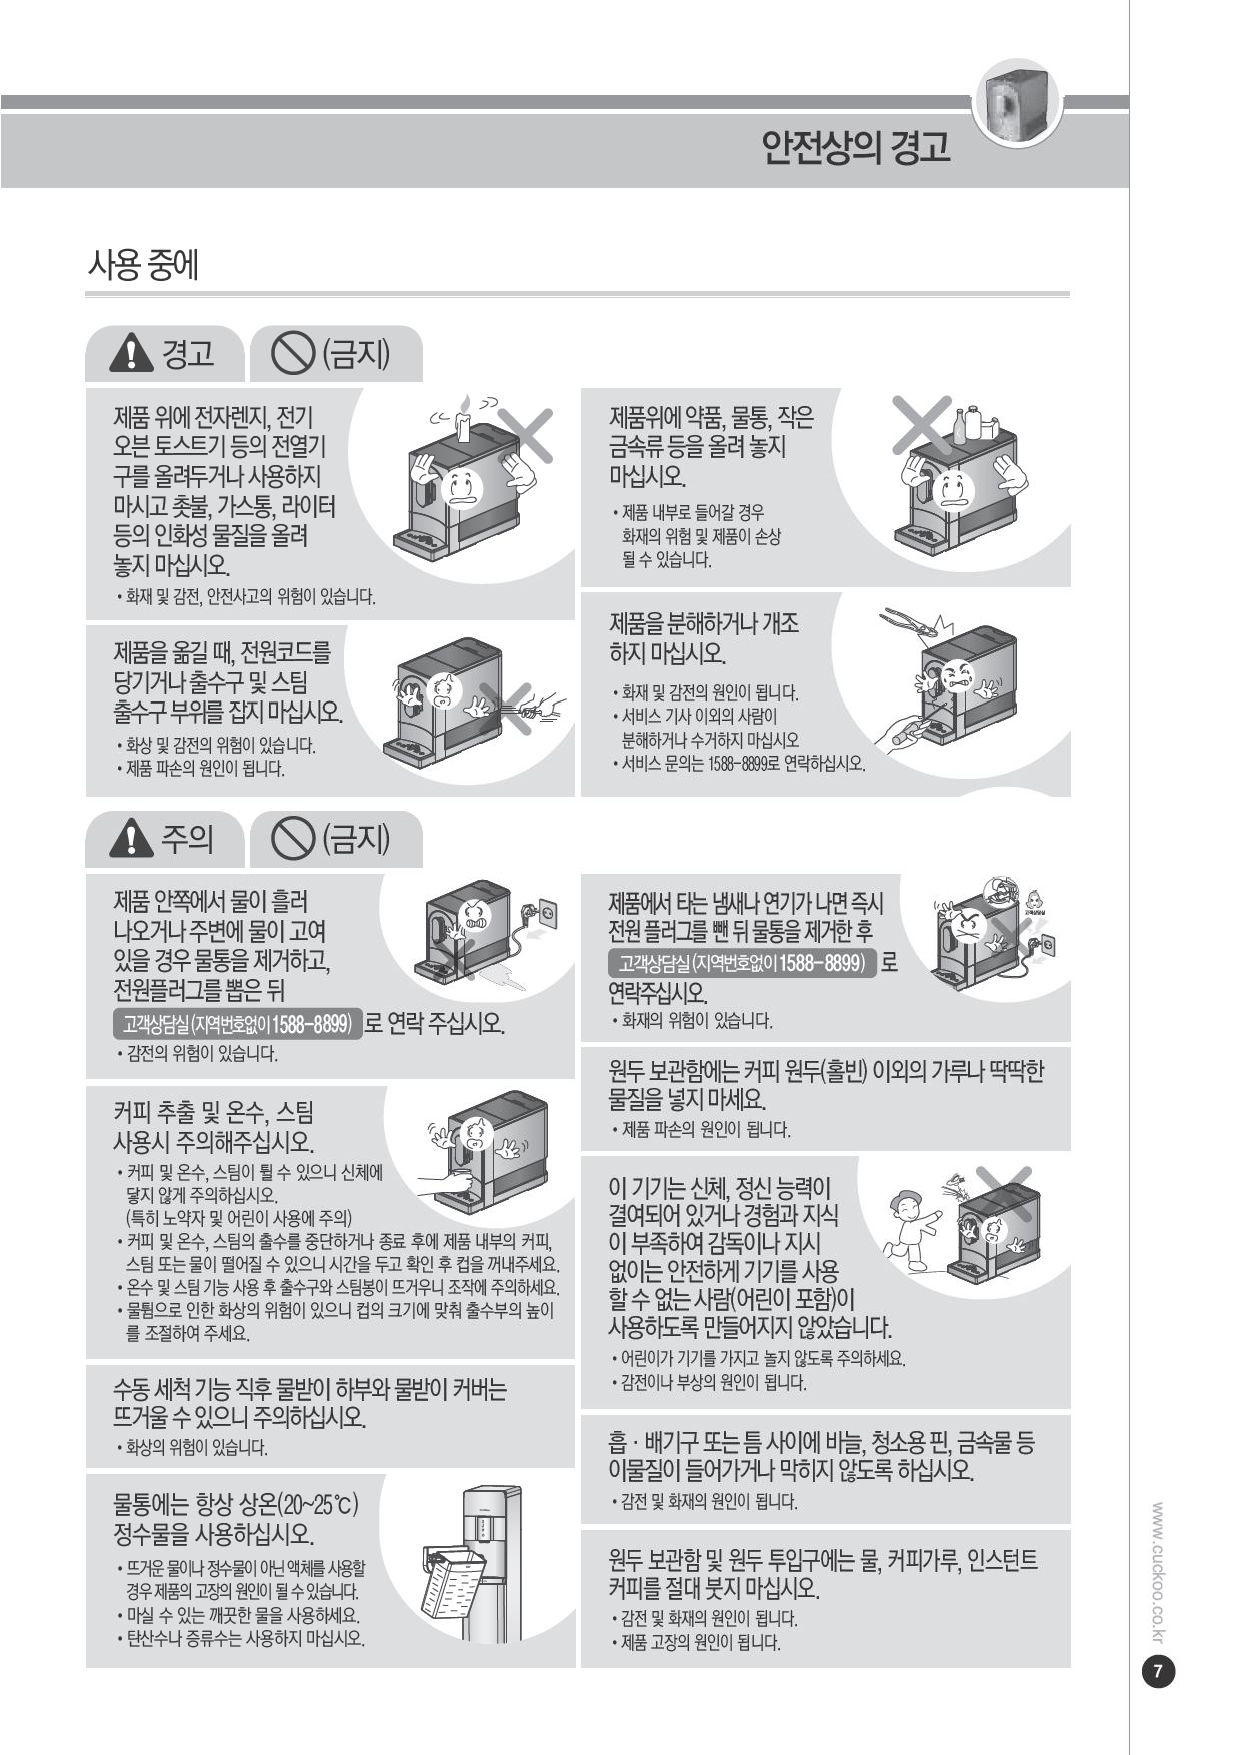 안전상의 경고
사용 중에
경고
(금지)
제품 위에 전자렌지, 전기
오븐 토스트기 등의 전열기
구를 올려두거나 사용하지
마시고 촛불, 가스통, 라이터
등의 인화성 물질을 올려
놓지 마십시오.
• 화재 및 감전, 안전사고의 위험이 있습니다.
제품을 옮길 때, 전원코드를
당기거나 출수구 및 스팀
출수구 부위를 잡지 마십시오.
• 화상 및 감전의 위험이 있습니다.
• 제품 파손의 원인이 됩니다.
제품위에 약품, 물통, 작은
금속류 등을 올려 놓지
마십시오.
• 제품 내부로 들어갈 경우
화재의 위험 및 제품이 손상
될 수 있습니다.
제품을 분해하거나 개조
하지 마십시오.
• 화재 및 감전의 원인이 됩니다.
• 서비스 기사 이외의 사람이
분해하거나 수거하지 마십시오
• 서비스 문의는 1588-8899로 연락하십시오.
주의
(금지)
제품 안쪽에서 물이 흘러
나오거나 주변에 물이 고여
있을 경우 물통을 제거하고,
전원플러그를 뽑은 뒤
고객상담실(지역번호없이 1588-8899) 로 연락 주십시오.
• 감전의 위험이 있습니다.
커피 추출 및 온수, 스팀
사용시 주의해주십시오.
• 커피 및 온수, 스팀이 튈 수 있으니 신체에
닿지 않게 주의하십시오.
(특히 노약자 및 어린이 사용에 주의)
• 커피 및 온수, 스팀의 출수를 중단하거나 종료 후에 제품 내부의 커피,
스팀 또는 물이 떨어질 수 있으니 시간을 두고 확인 후 컵을 꺼내주세요.
• 온수 및 스팀 기능 사용 후 출수구와 스팀봉이 뜨거우니 조작에 주의하세요.
• 물튐으로 인한 화상의 위험이 있으니 컵의 크기에 맞춰 출수부의 높이
를 조절하여 주세요.
수동 세척 기능 직후 물받이 하부와 물받이 커버는
뜨거울 수 있으니 주의하십시오.
• 화상의 위험이 있습니다.
물통에는 항상 상온(20~25℃)
정수물을 사용하십시오.
• 뜨거운 물이나 정수물이 아닌 액체를 사용할
경우 제품의 고장의 원인이 될 수 있습니다.
• 마실 수 있는 깨끗한 물을 사용하세요.
• 탄산수나 증류수는 사용하지 마십시오.
제품에서 타는 냄새나 연기가 나면 즉시
전원 플러그를 뺀 뒤 물통을 제거한 후
고객상담실(지역번호없이 1588-8899) 로
연락주십시오.
• 화재의 위험이 있습니다.
고객상담실
원두 보관함에는 커피 원두(홀빈) 이외의 가루나 딱딱한
물질을 넣지 마세요.
• 제품 파손의 원인이 됩니다.
이 기기는 신체, 정신 능력이
결여되어 있거나 경험과 지식
이 부족하여 감독이나 지시
없이는 안전하게 기기를 사용
할 수 없는 사람(어린이 포함)이
사용하도록 만들어지지 않았습니다.
• 어린이가 기기를 가지고 놀지 않도록 주의하세요.
• 감전이나 부상의 원인이 됩니다.
흡 · 배기구 또는 틈 사이에 바늘, 청소용 핀, 금속물 등
이물질이 들어가거나 막히지 않도록 하십시오.
• 감전 및 화재의 원인이 됩니다.
원두 보관함 및 원두 투입구에는 물, 커피가루, 인스턴트
커피를 절대 붓지 마십시오.
• 감전 및 화재의 원인이 됩니다.
• 제품 고장의 원인이 됩니다.
www.cuckoo.co.kr
7